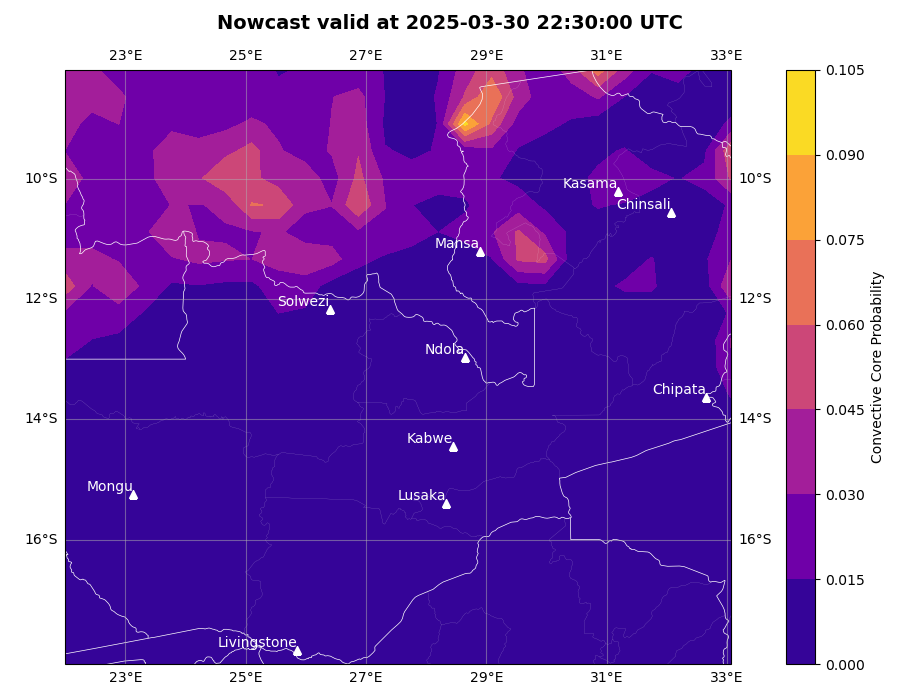 Nowcast valid at 2025-03-30 22:30:00 UTC
23°E 25°E 27°E 29°E 31°E 33°E
0.105
0.090
10°S Kasama 10°S
Chinsali
0.075
Mansa
12°S Solwezi 12°S
0.060
Ndola
Chipata
0.045
14°S 14°S
Kabwe
Mongu Lusaka
0.030
16°S 16°S
0.015
Livingstone
0.000
23°E 25°E 27°E 29°E 31°E 33°E
Convective Core Probability